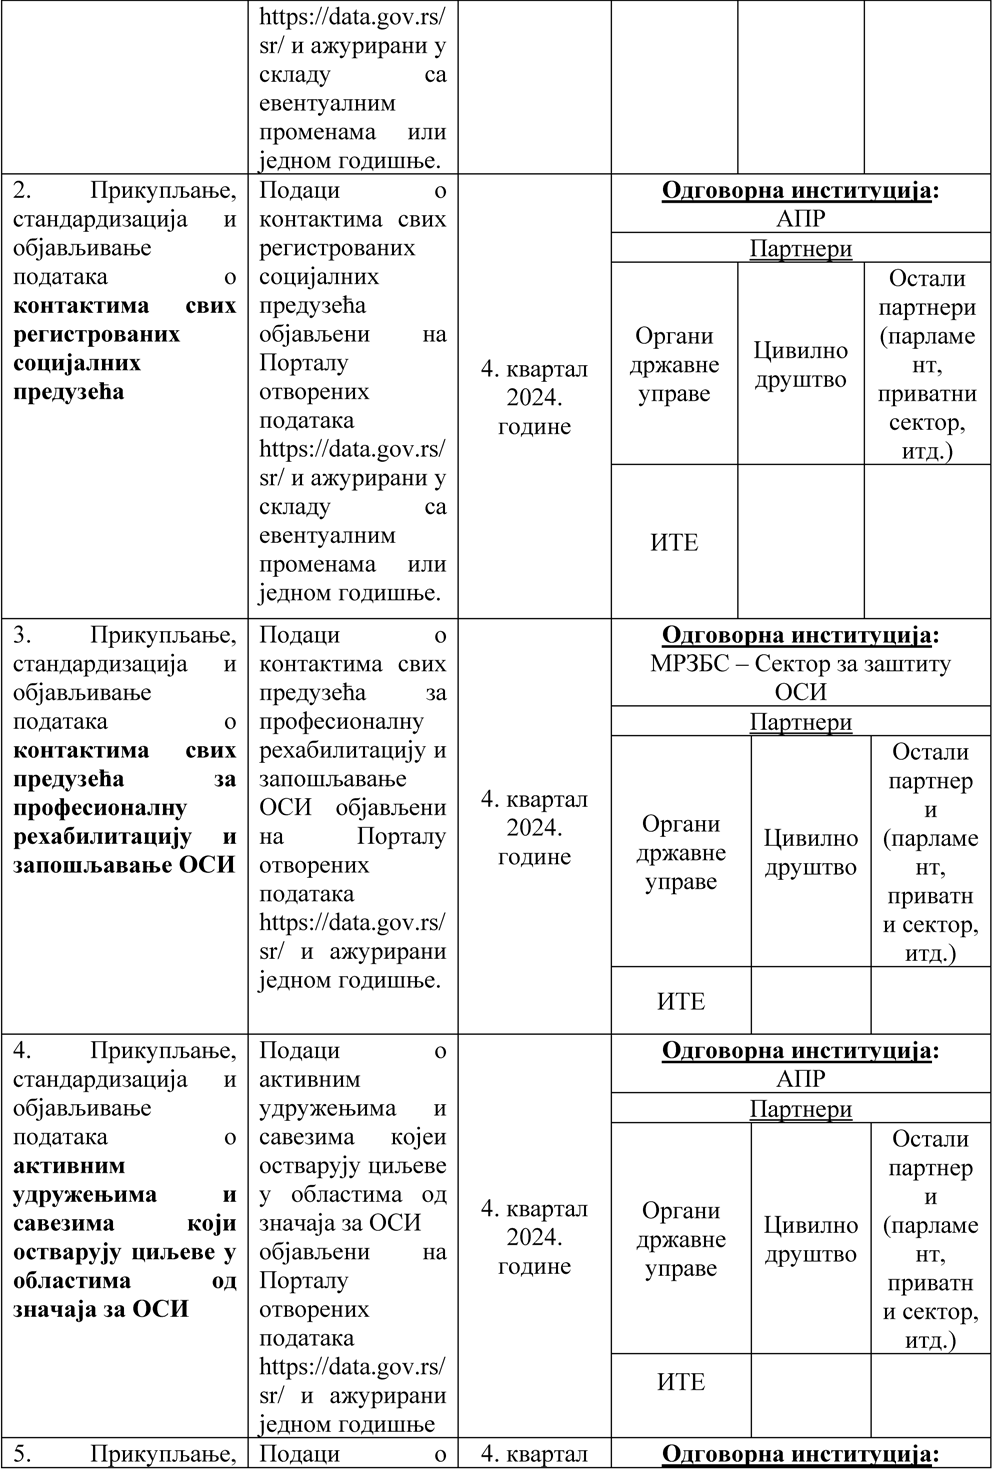 https://data.gov.rs/
sr/ и ажурирани у
складу са
евентуалним
променама или
једном годишње.
2. Прикупљање,
стандардизација и
објављивање
података о
контактима свих
регистрованих
социјалних
предузећа
Подаци о
контактима свих
регистрованих
социјалних
предузећа
објављени на
Порталу
отворених
података
https://data.gov.rs/
sr/ и ажурирани у
складу са
евентуалним
променама или
једном годишње.
4. квартал
2024.
године
Одговорна институција:
АПР
Партнери
Органи
државне
управе
Цивилно
друштво
Остали
партнери
(парламе
нт,
приватни
сектор,
итд.)
ИТЕ
3. Прикупљање,
стандардизација и
објављивање
података о
контактима свих
предузећа за
професионалну
рехабилитацију и
запошљавање ОСИ
Подаци о
контактима свих
предузећа за
професионалну
рехабилитацију и
запошљавање
ОСИ објављени
на Порталу
отворених
података
https://data.gov.rs/
sr/ и ажурирани
једном годишње.
4. квартал
2024.
године
Одговорна институција:
МРЗБС – Сектор за заштиту
ОСИ
Партнери
Органи
државне
управе
Цивилно
друштво
Остали
партнер
и
(парламе
нт,
приватн
и сектор,
итд.)
ИТЕ
4. Прикупљање,
стандардизација и
објављивање
података о
активним
удружењима и
савезима који
остварују циљеве у
областима од
значаја за ОСИ
Подаци о
активним
удружењима и
савезима којеи
остварују циљеве
у областима од
значаја за ОСИ
објављени на
Порталу
отворених
података
https://data.gov.rs/
sr/ и ажурирани
једном годишње
4. квартал
2024.
године
Одговорна институција:
АПР
Партнери
Органи
државне
управе
Цивилно
друштво
Остали
партнер
и
(парламе
нт,
приватн
и сектор,
итд.)
ИТЕ
5. Прикупљање,
Подаци о
4. квартал
Одговорна институција: